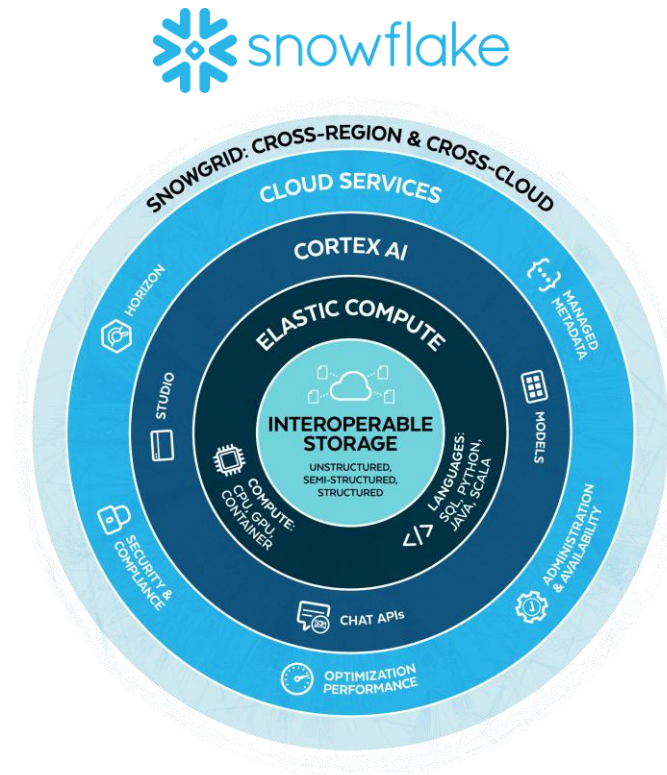 snowflake
SNOWGRID: CROSS-REGION & CROSS-CLOUD
CLOUD SERVICES
CORTEX AI
ELASTIC COMPUTE
INTEROPERABLE
STORAGE
UNSTRUCTURED,
SEMI-STRUCTURED,
STRUCTURED
COMPUTE:
CPU, GPU,
CONTAINER
</> LANGUAGES:
SQL, PYTHON,
JAVA, SCALA
STUDIO
MODELS
CHAT APIs
HORIZON
{···} MANAGED
METADATA
SECURITY &
COMPLIANCE
ADMINISTRATION
& AVAILABILITY
OPTIMIZATION
PERFORMANCE